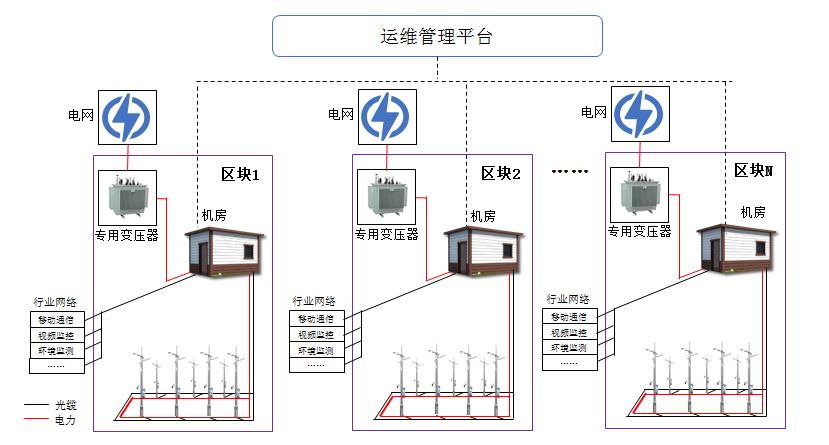 运维管理平台
电网
电网
电网
区块1
区块2
……
区块N
专用变压器
专用变压器
专用变压器
机房
机房
机房
行业网络
移动通信
视频监控
环境监测
……
行业网络
移动通信
视频监控
环境监测
……
行业网络
移动通信
视频监控
环境监测
……
光缆
电力